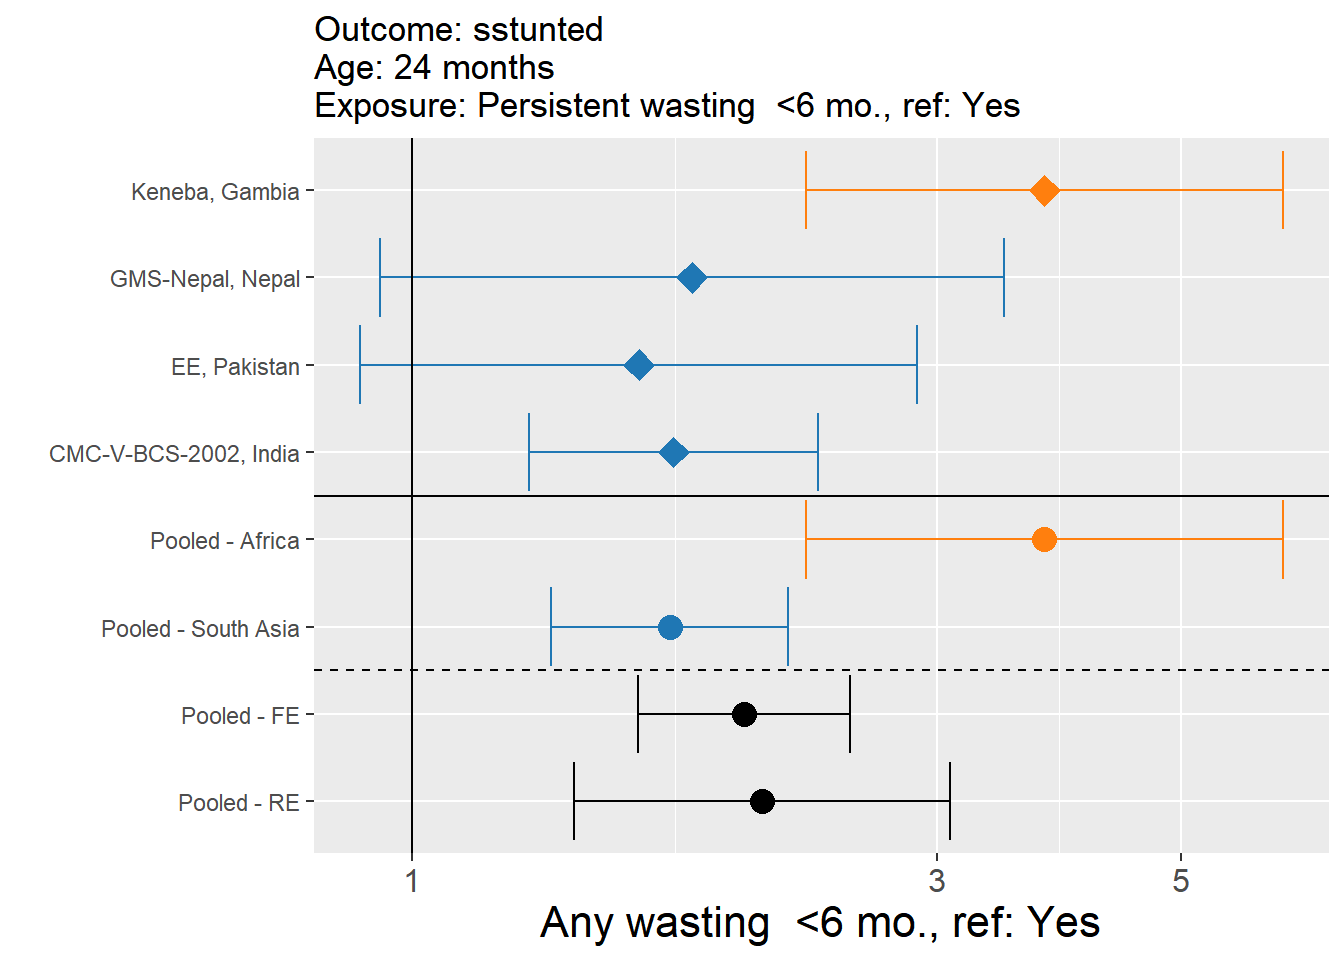 Outcome: sstunted
Age: 24 months
Exposure: Persistent wasting  <6 mo., ref: Yes
Keneba, Gambia
GMS-Nepal, Nepal
EE, Pakistan
CMC-V-BCS-2002, India
Pooled - Africa
Pooled - South Asia
Pooled - FE
Pooled - RE
1 3 5
Any wasting  <6 mo., ref: Yes